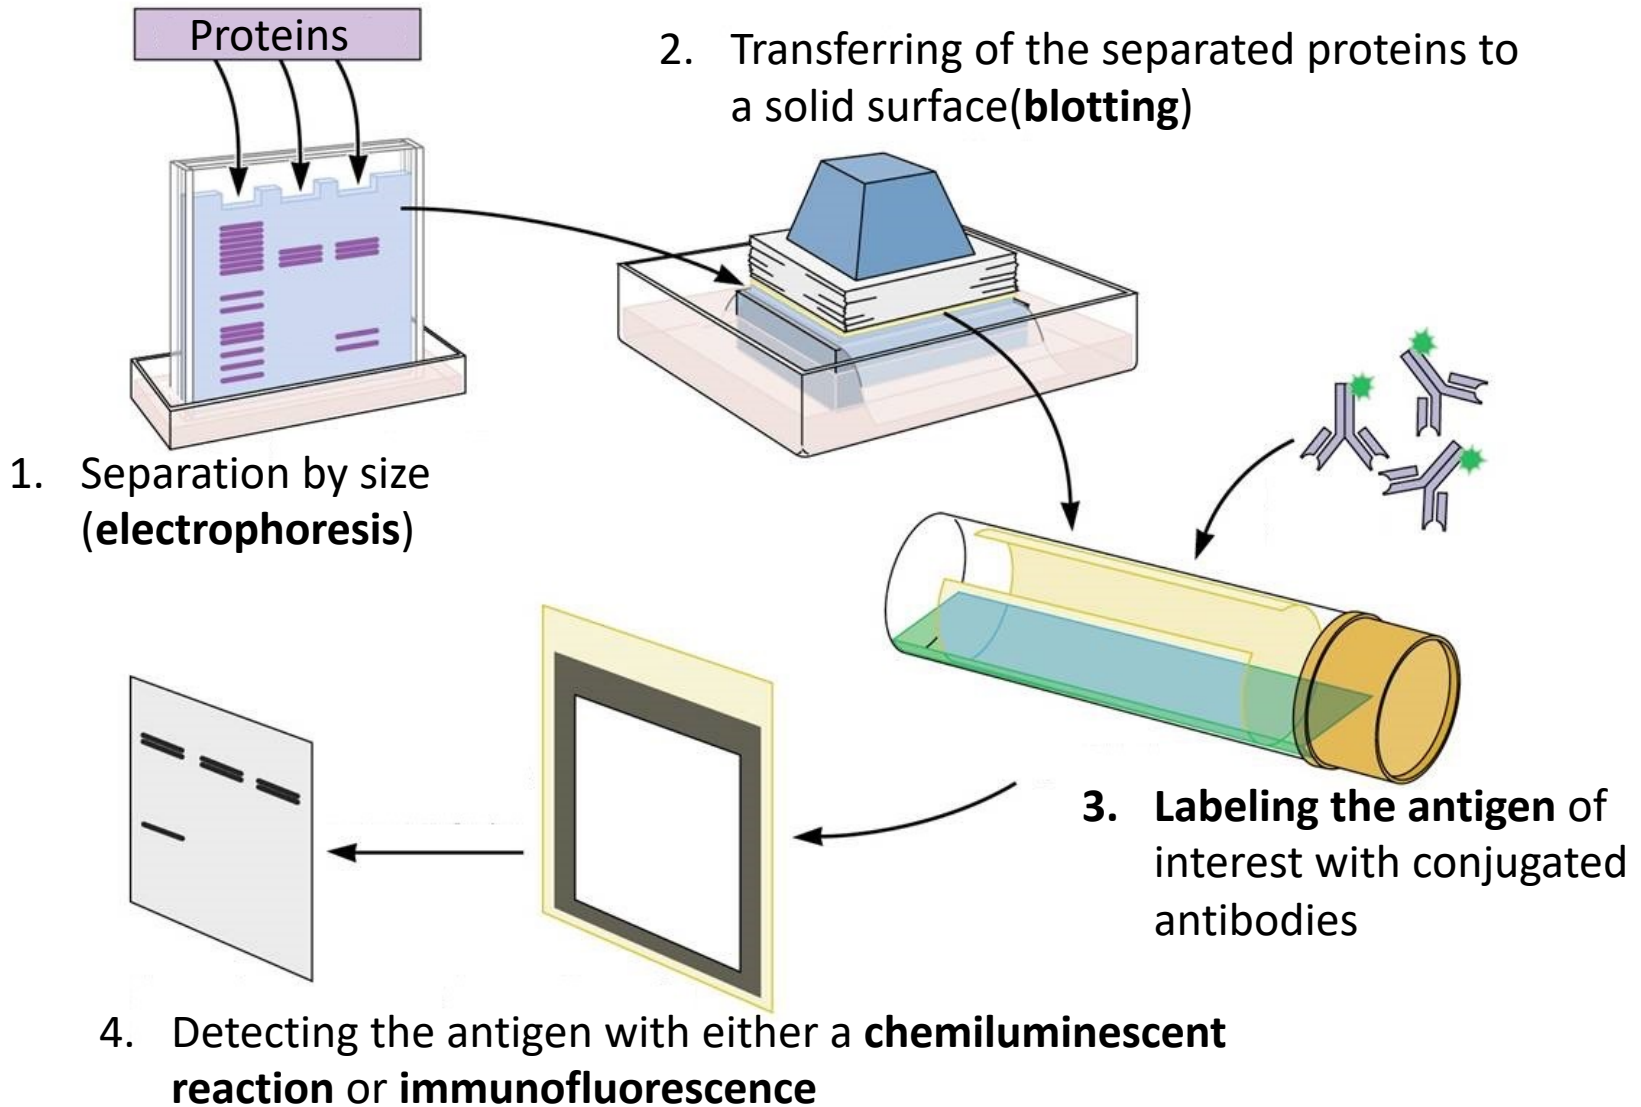 Proteins
1. Separation by size
(electrophoresis)
2. Transferring of the separated proteins to
a solid surface(blotting)
3. Labeling the antigen of
interest with conjugated
antibodies
4. Detecting the antigen with either a chemiluminescent
reaction or immunofluorescence